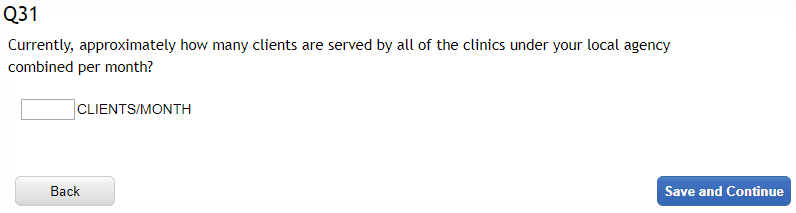 Q31
Currently, approximately how many clients are served by all of the clinics under your local agency
combined per month?
CLIENTS/MONTH
Back
Save and Continue